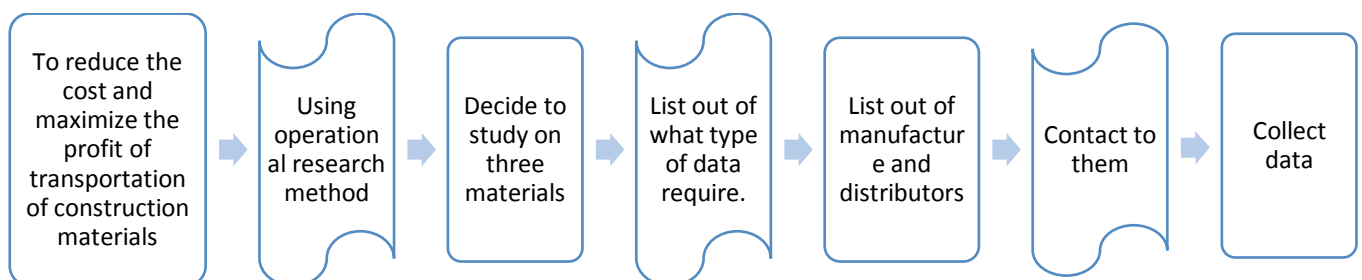 To reduce the
cost and
maximize the
profit of
transportation
of construction
materials
Using
operation
al research
method
Decide to
study on
three
materials
List out of
what type
of data
require.
List out of
manufactur
e and
distributors
Contact to
them
Collect
data